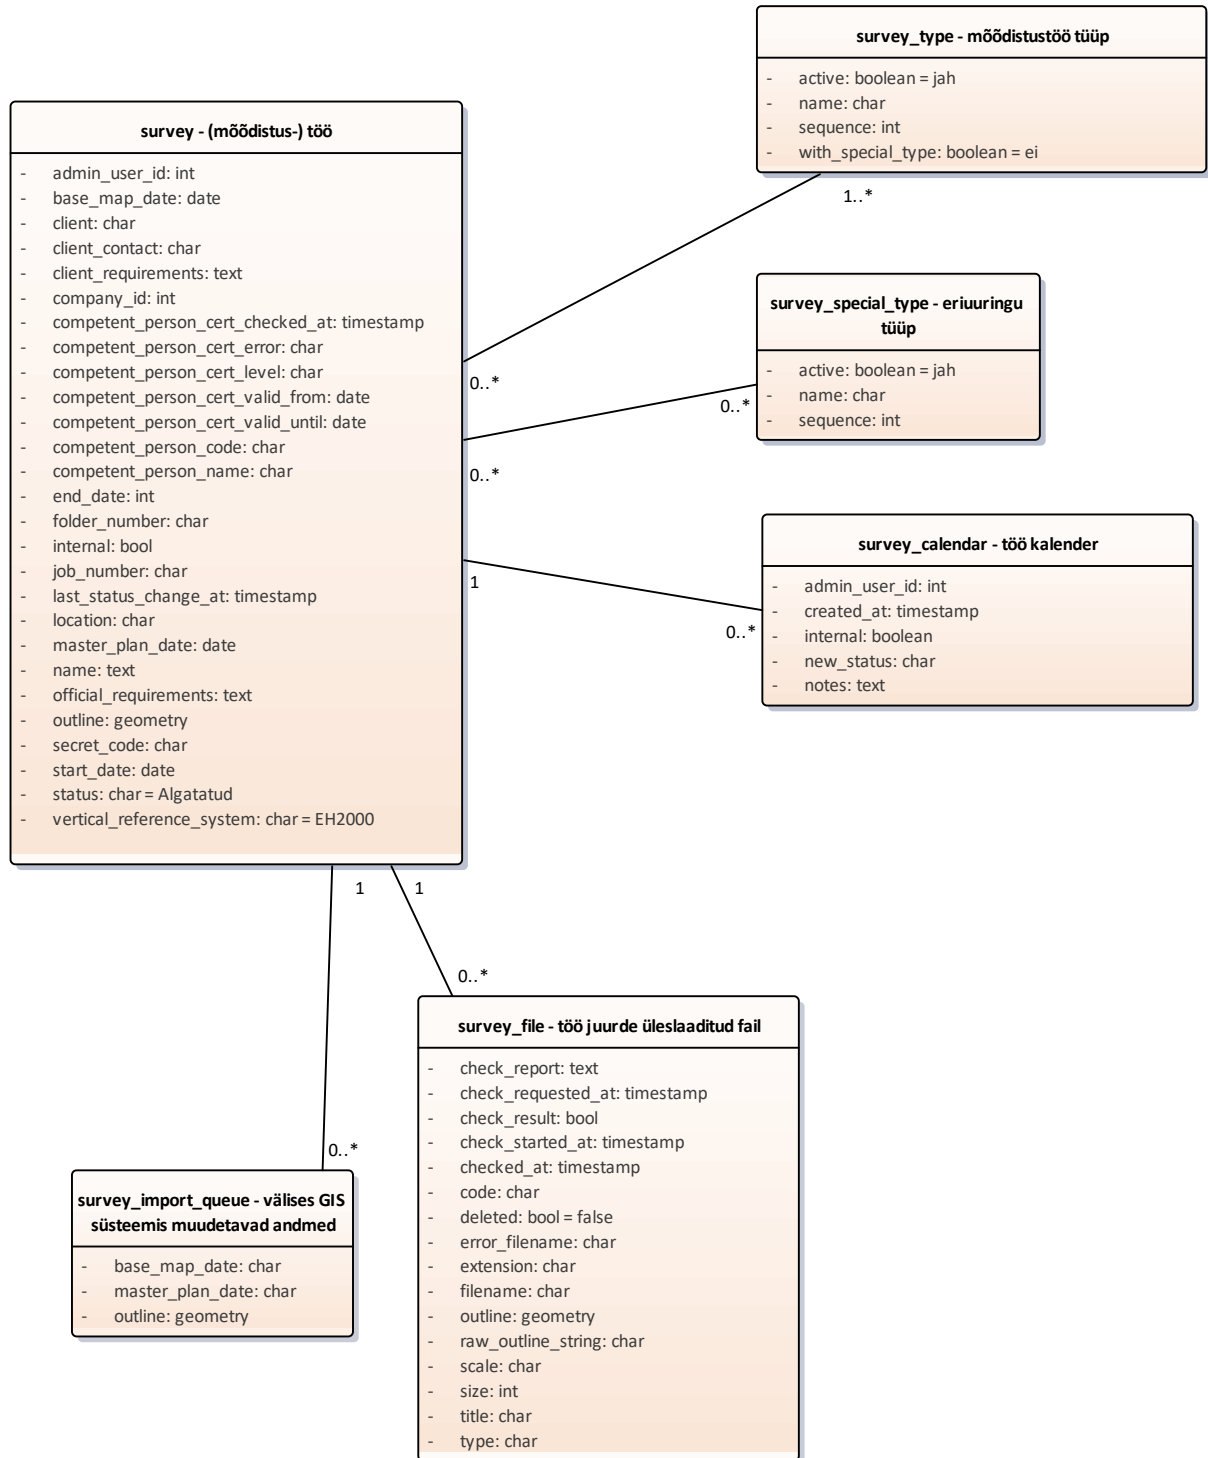 survey - (mõõdistus-) töö
- admin_user_id: int
- base_map_date: date
- client: char
- client_contact: char
- client_requirements: text
- company_id: int
- competent_person_cert_checked_at: timestamp
- competent_person_cert_error: char
- competent_person_cert_level: char
- competent_person_cert_valid_from: date
- competent_person_cert_valid_until: date
- competent_person_code: char
- competent_person_name: char
- end_date: int
- folder_number: char
- internal: bool
- job_number: char
- last_status_change_at: timestamp
- location: char
- master_plan_date: date
- name: text
- official_requirements: text
- outline: geometry
- secret_code: char
- start_date: date
- status: char = Algatatud
- vertical_reference_system: char = EH2000
survey_type - mõõdistustöö tüüp
- active: boolean = jah
- name: char
- sequence: int
- with_special_type: boolean = ei
1..*
0..*
survey_special_type - eriuuringu
tüüp
- active: boolean = jah
- name: char
- sequence: int
0..*
0..*
survey_calendar - töö kalender
- admin_user_id: int
- created_at: timestamp
- internal: boolean
- new_status: char
- notes: text
1
0..*
1
1
0..*
survey_file - töö juurde üleslaaditud fail
- check_report: text
- check_requested_at: timestamp
- check_result: bool
- check_started_at: timestamp
- checked_at: timestamp
- code: char
- deleted: bool = false
- error_filename: char
- extension: char
- filename: char
- outline: geometry
- raw_outline_string: char
- scale: char
- size: int
- title: char
- type: char
0..*
survey_import_queue - välises GIS
süsteemis muudetavad andmed
- base_map_date: char
- master_plan_date: char
- outline: geometry